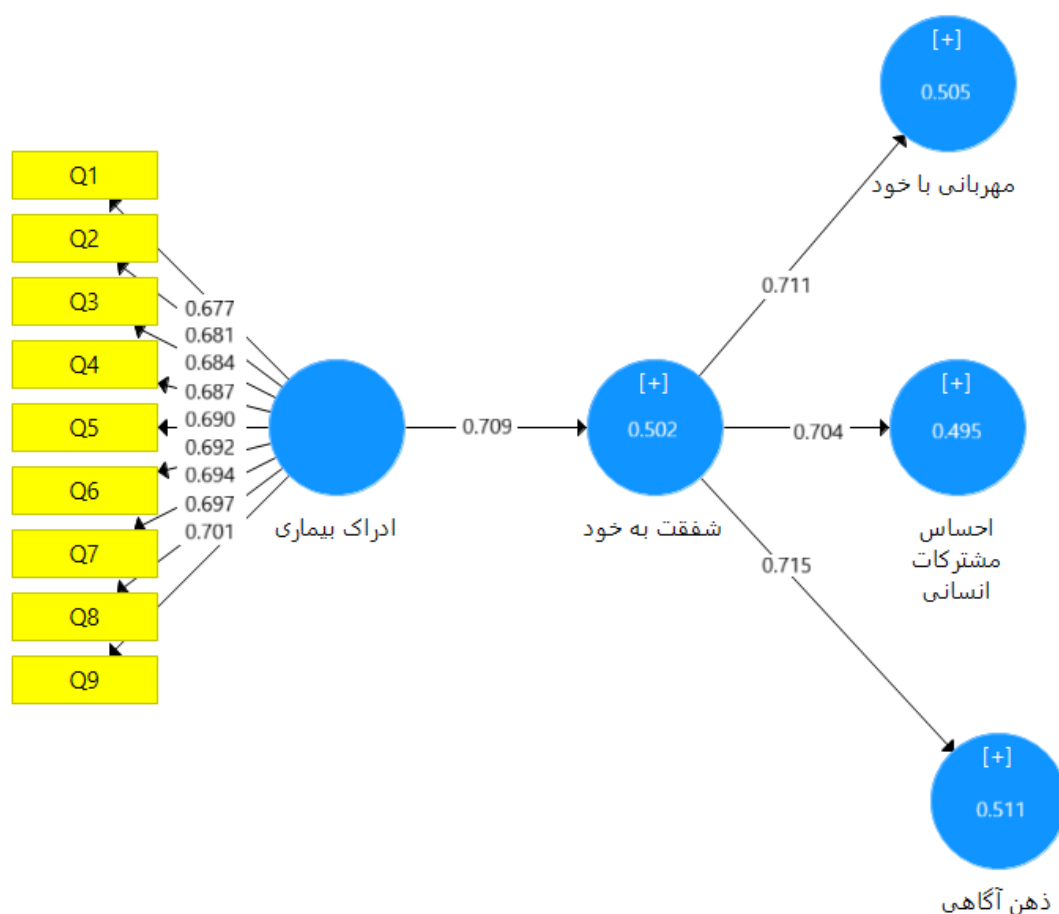 [+]
0.505
مهربانی با خود
Q1
Q2
Q3
Q4
Q5
Q6
Q7
Q8
Q9
0.677
0.681
0.684
0.687
0.690
0.692
0.694
0.697
0.701
ادراک بیماری
0.709
[+]
0.502
شفقت به خود
0.711
0.704
0.715
[+]
0.495
احساس
مشترکات
انسانی
[+]
0.511
ذهن آگاهی